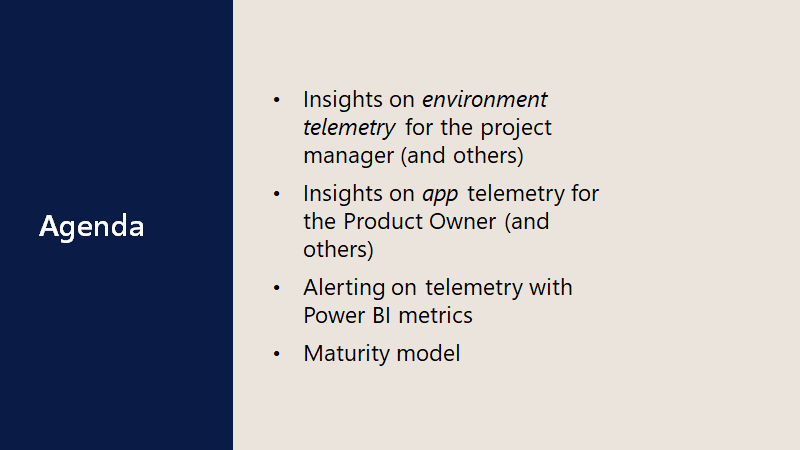 Agenda
• Insights on environment
telemetry for the project
manager (and others)
• Insights on app telemetry for
the Product Owner (and
others)
• Alerting on telemetry with
Power BI metrics
• Maturity model